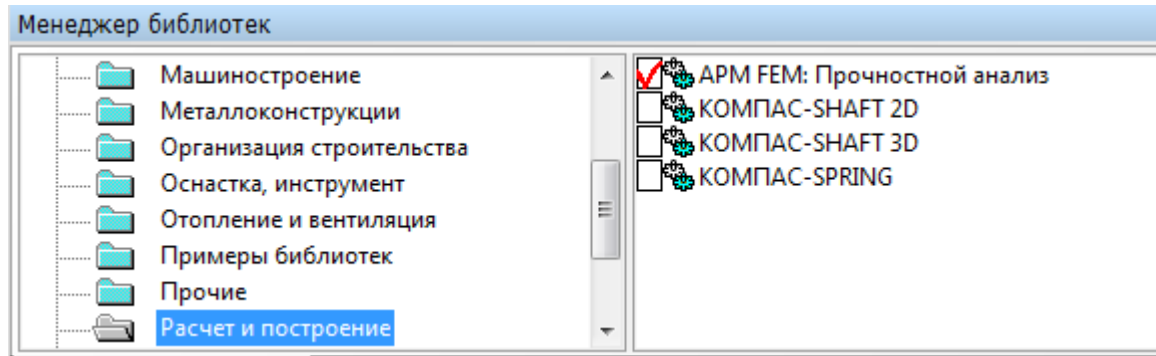 Менеджер библиотек
Машиностроение
Металлоконструкции
Организация строительства
Оснастка, инструмент
Отопление и вентиляция
Примеры библиотек
Прочие
Расчет и построение
APM FEM: Прочностной анализ
КОМПАС-SHAFT 2D
КОМПАС-SHAFT 3D
КОМПАС-SPRING